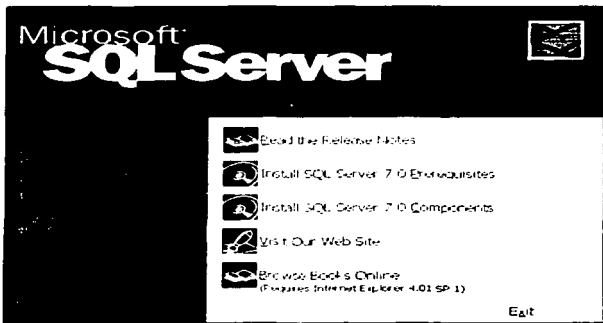 Microsoft
SQL Server
Read the Release Notes
Install SQL Server 7.0 Prerequisites
Install SQL Server 7.0 Components
Visit Our Web Site
Browse Books Online
(Requires Internet Explorer 4.01 SP 1)
Exit